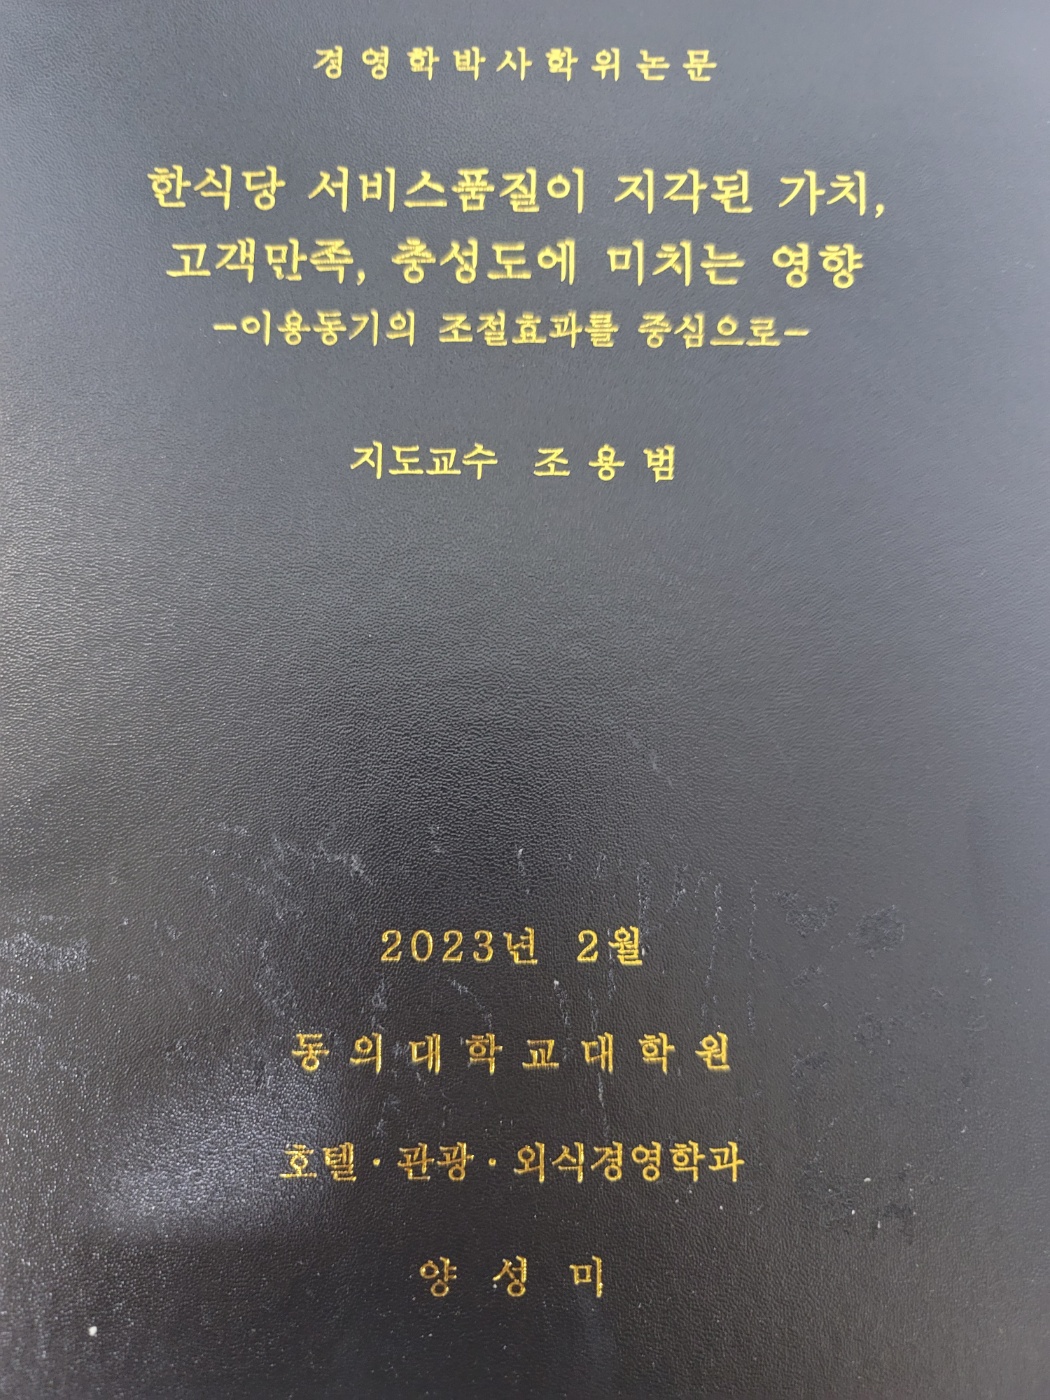 경영학박사학위논문
한식당 서비스품질이 지각된 가치,
고객만족, 충성도에 미치는 영향
-이용동기의 조절효과를 중심으로-
지도교수 조용범
2023년 2월
동의대학교대학원
호텔·관광·외식경영학과
양성미